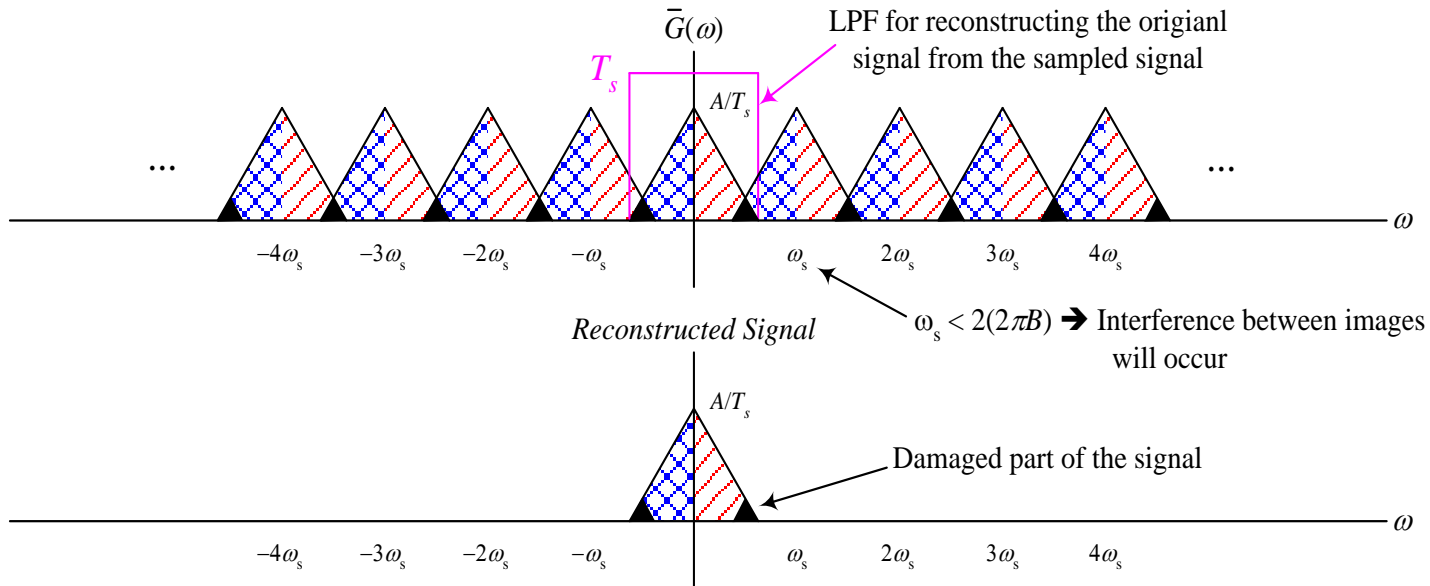 G̅(ω)
LPF for reconstructing the origianl
signal from the sampled signal
T_s
A/T_s
...
...
ω
−4ω_s −3ω_s −2ω_s −ω_s ω_s 2ω_s 3ω_s 4ω_s
ω_s < 2(2πB) ➔ Interference between images
will occur
Reconstructed Signal
A/T_s
Damaged part of the signal
ω
−4ω_s −3ω_s −2ω_s −ω_s ω_s 2ω_s 3ω_s 4ω_s